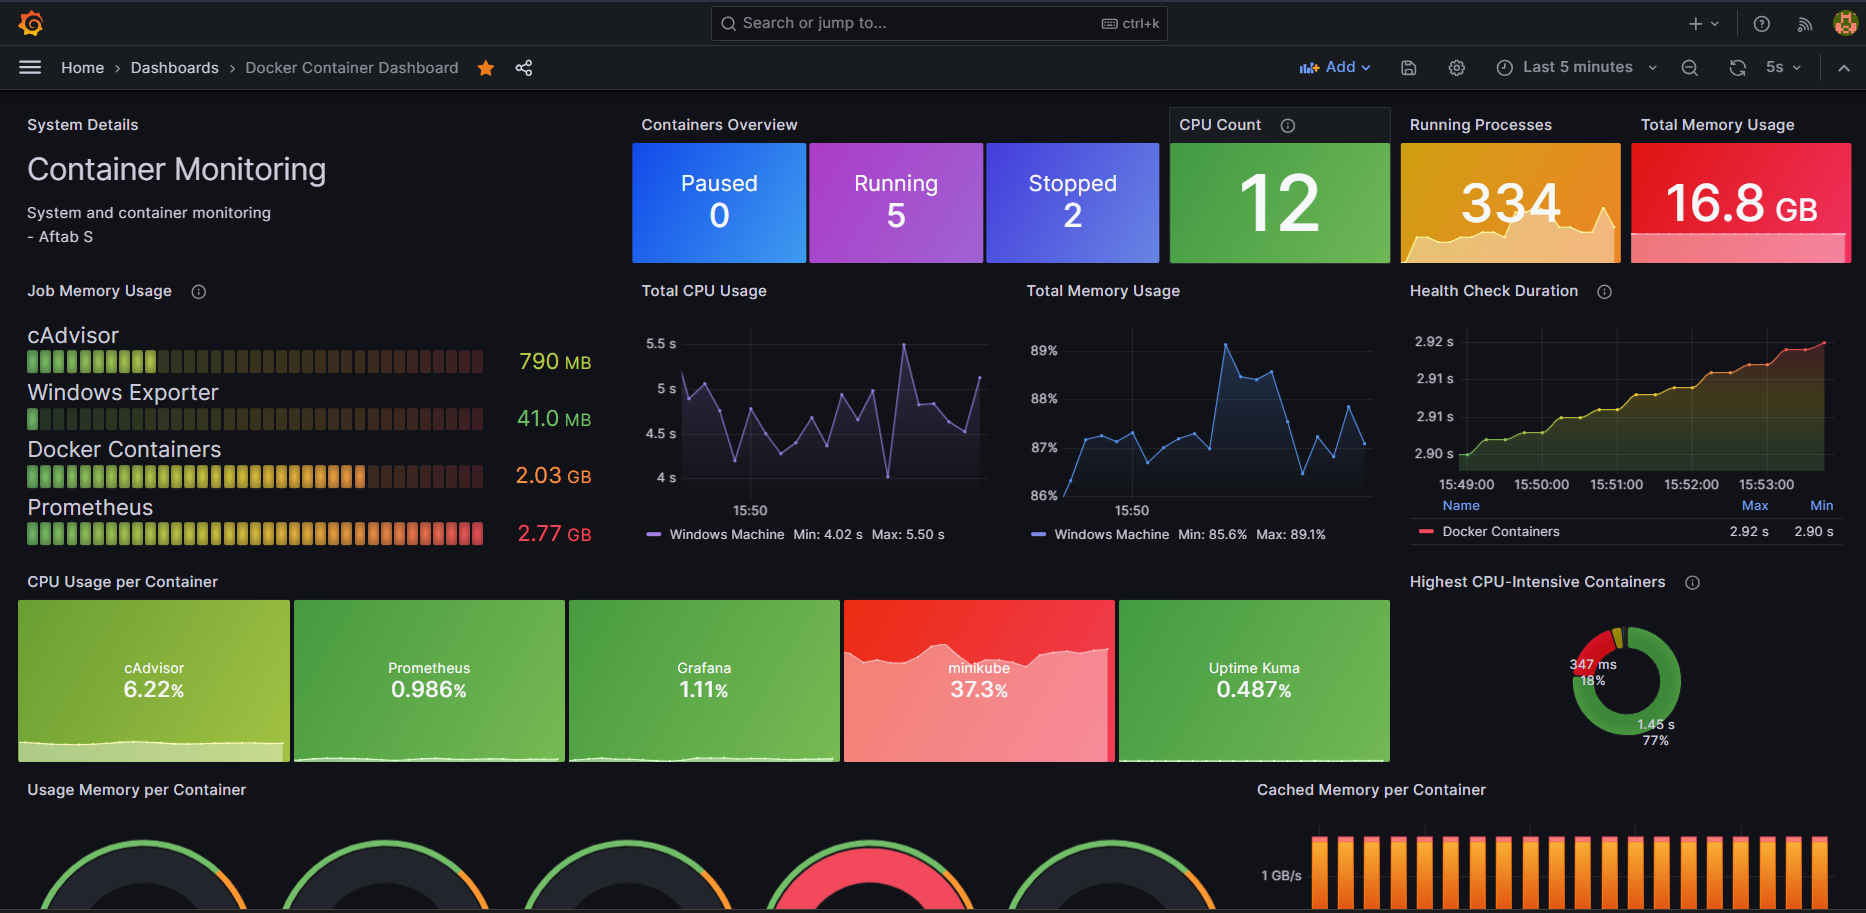 Search or jump to...
ctrl+k
Home › Dashboards › Docker Container Dashboard
Add
Last 5 minutes
5s
System Details
Container Monitoring
System and container monitoring
- Aftab S
Containers Overview
Paused
0
Running
5
Stopped
2
CPU Count
12
Running Processes
334
Total Memory Usage
16.8 GB
Job Memory Usage
cAdvisor
790 MB
Windows Exporter
41.0 MB
Docker Containers
2.03 GB
Prometheus
2.77 GB
Total CPU Usage
5.5 s
5 s
4.5 s
4 s
15:50
Windows Machine Min: 4.02 s Max: 5.50 s
Total Memory Usage
89%
88%
87%
86%
15:50
Windows Machine Min: 85.6% Max: 89.1%
Health Check Duration
2.92 s
2.91 s
2.91 s
2.90 s
15:49:00 15:50:00 15:51:00 15:52:00 15:53:00
Name Max Min
Docker Containers 2.92 s 2.90 s
CPU Usage per Container
cAdvisor
6.22%
Prometheus
0.986%
Grafana
1.11%
minikube
37.3%
Uptime Kuma
0.487%
Highest CPU-Intensive Containers
347 ms
18%
1.45 s
77%
Usage Memory per Container
Cached Memory per Container
1 GB/s